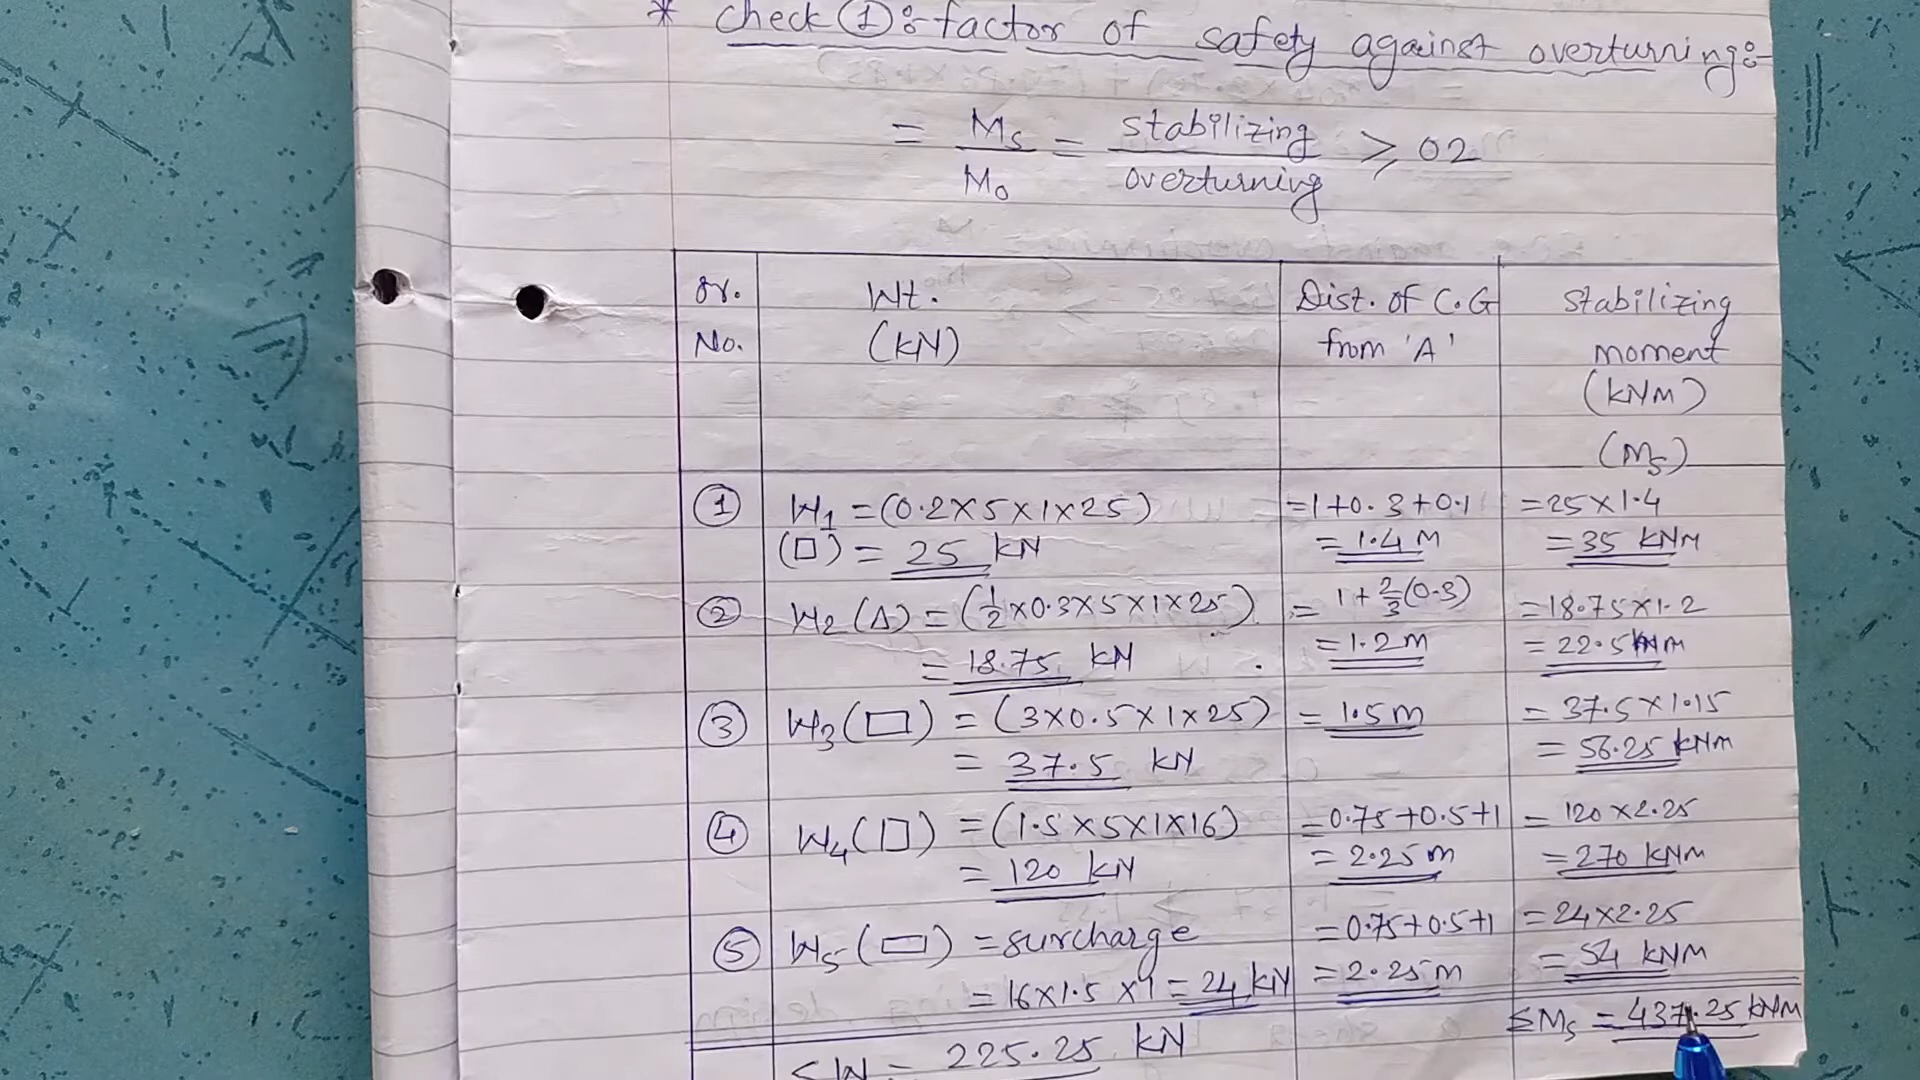 * Check ① :- factor of safety against overturning :-
= Ms/Mo = stabilizing/overturning ⩾ 02
Sr. No.
Wt. (KN)
Dist. of C.G from 'A'
Stabilizing moment (KNM) (Ms)
① W1 = (0.2×5×1×25) =1+0.3+0.1 =25×1.4
(□) = 25 KN = 1.4 M = 35 KNM
② W2 (Δ) = (1/2×0.3×5×1×25) = 1+2/3(0.3) =18.75×1.2
= 18.75 KN = 1.2m = 22.5 KNM
③ W3 (▭) = (3×0.5×1×25) = 1.5m = 37.5×1.15
= 37.5 KN = 56.25 KNM
④ W4 (▯) = (1.5×5×1×16) =0.75+0.5+1 = 120×2.25
= 120 KN = 2.25 m = 270 KNM
⑤ W5 (▭) = surcharge =0.75+0.5+1 =24×2.25
= 16×1.5×1 = 24 KN = 2.25m = 54 KNM
ΣMs = 437.25 KNM
ΣW = 225.25 KN